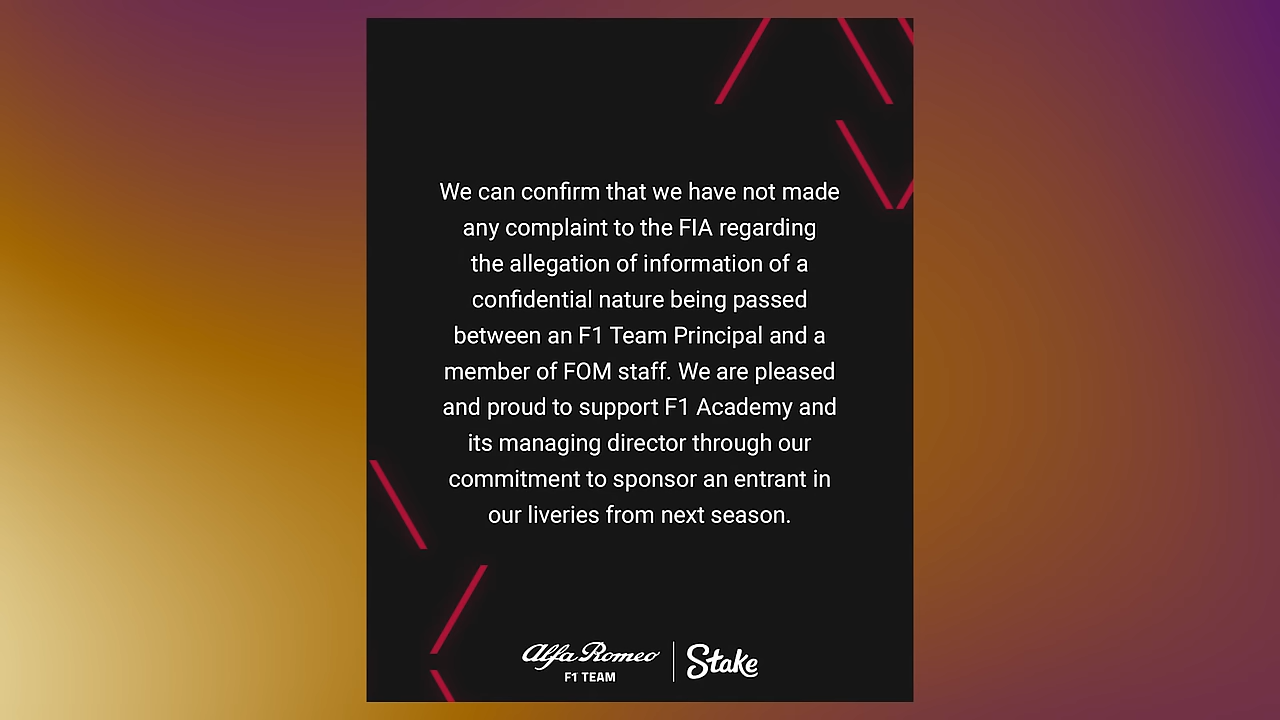 We can confirm that we have not made
any complaint to the FIA regarding
the allegation of information of a
confidential nature being passed
between an F1 Team Principal and a
member of FOM staff. We are pleased
and proud to support F1 Academy and
its managing director through our
commitment to sponsor an entrant in
our liveries from next season.
Alfa Romeo
F1 TEAM
Stake